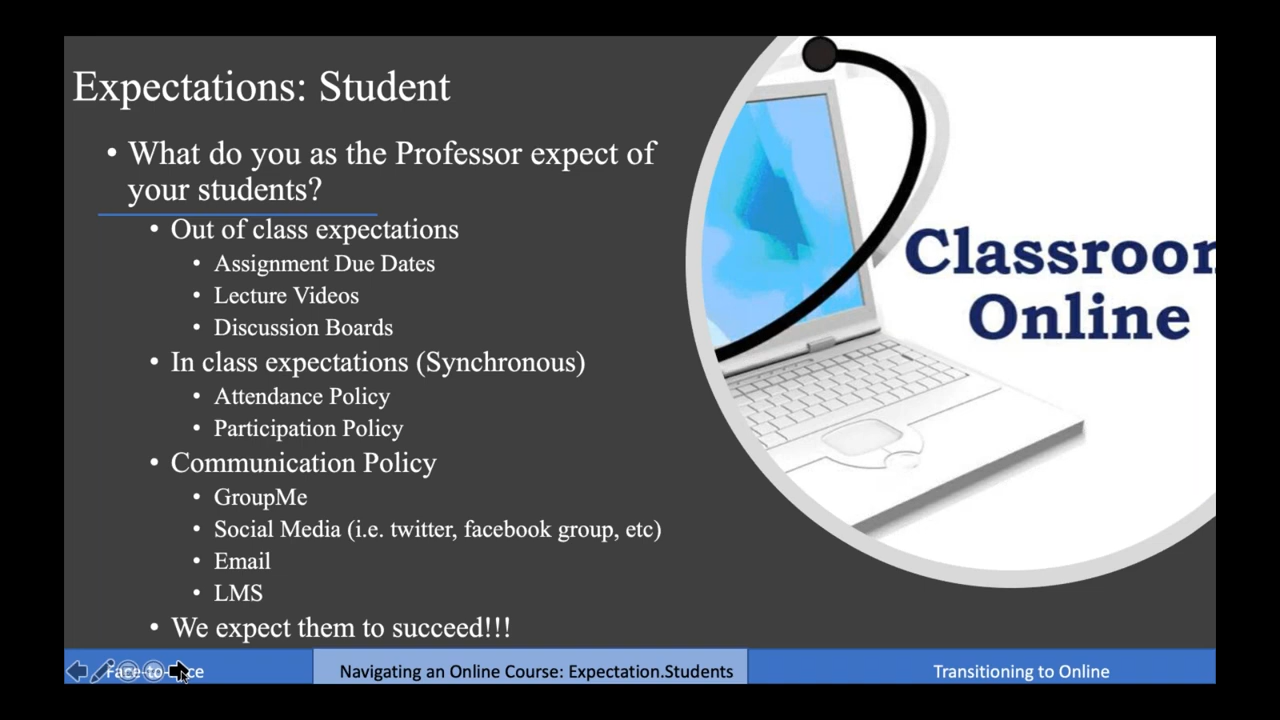 Expectations: Student
• What do you as the Professor expect of
your students?
• Out of class expectations
• Assignment Due Dates
• Lecture Videos
• Discussion Boards
• In class expectations (Synchronous)
• Attendance Policy
• Participation Policy
• Communication Policy
• GroupMe
• Social Media (i.e. twitter, facebook group, etc)
• Email
• LMS
• We expect them to succeed!!!
Classroom
Online
Navigating an Online Course: Expectation.Students
Transitioning to Online